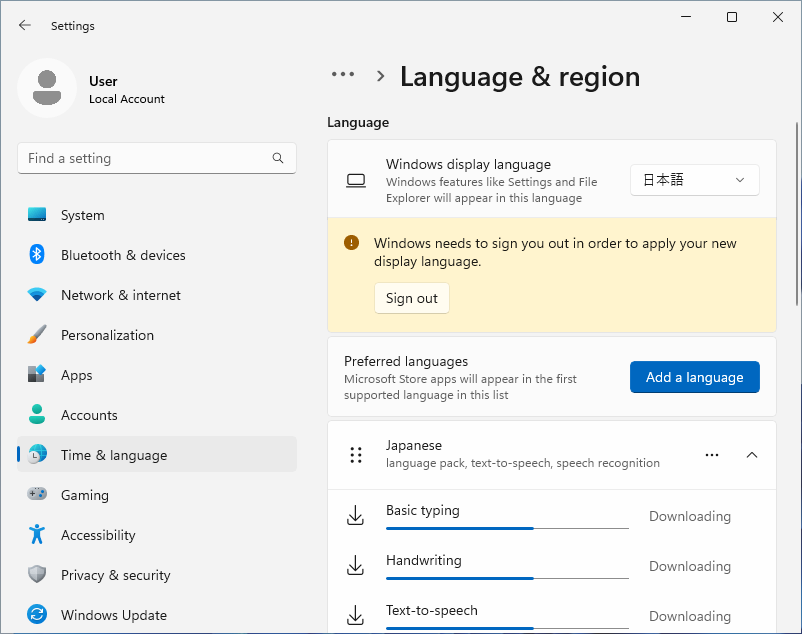 Settings
User
Local Account
Find a setting
System
Bluetooth & devices
Network & internet
Personalization
Apps
Accounts
Time & language
Gaming
Accessibility
Privacy & security
Windows Update
Language & region
Language
Windows display language
Windows features like Settings and File
Explorer will appear in this language
日本語
Windows needs to sign you out in order to apply your new
display language.
Sign out
Preferred languages
Microsoft Store apps will appear in the first
supported language in this list
Add a language
Japanese
language pack, text-to-speech, speech recognition
Basic typing
Downloading
Handwriting
Downloading
Text-to-speech
Downloading